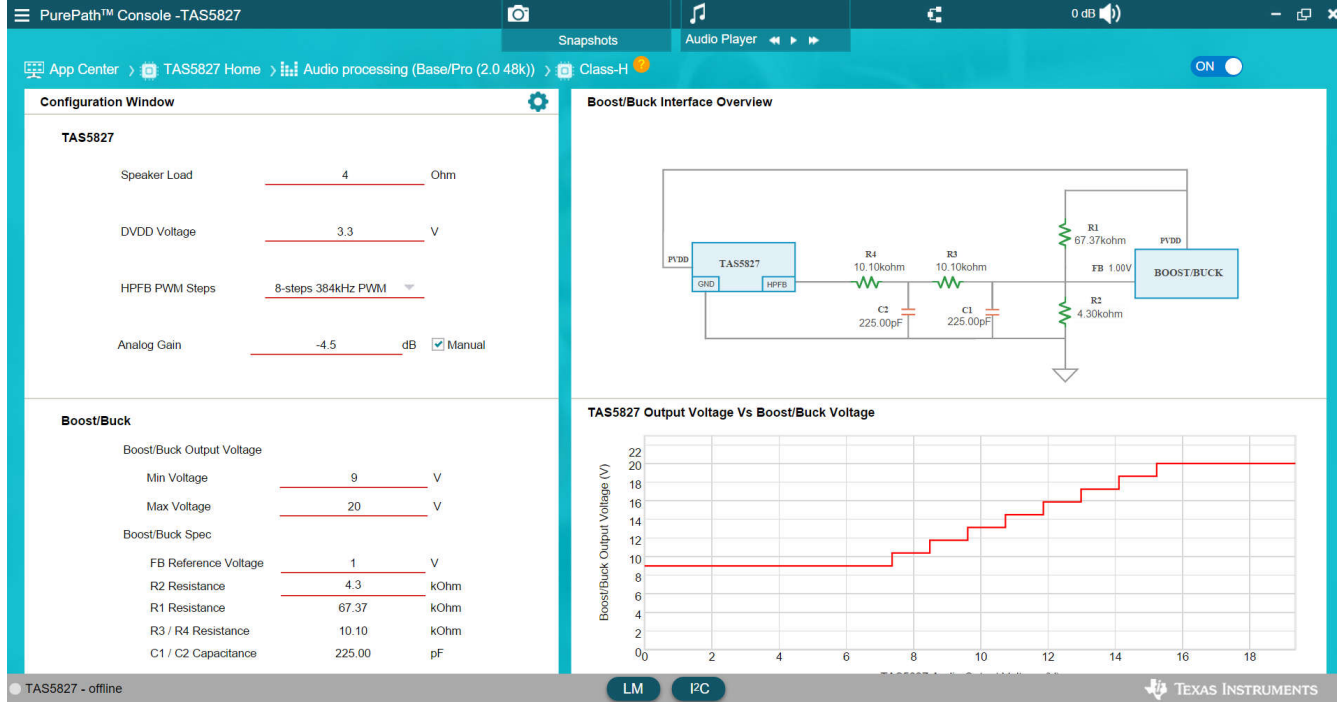 PurePath™ Console -TAS5827
0 dB
Snapshots
Audio Player
App Center
TAS5827 Home
Audio processing (Base/Pro (2.0 48k))
Class-H
?
ON
Configuration Window
TAS5827
Speaker Load 4 Ohm
DVDD Voltage 3.3 V
HPFB PWM Steps 8-steps 384kHz PWM
Analog Gain -4.5 dB Manual
Boost/Buck
Boost/Buck Output Voltage
Min Voltage 9 V
Max Voltage 20 V
Boost/Buck Spec
FB Reference Voltage 1 V
R2 Resistance 4.3 kOhm
R1 Resistance 67.37 kOhm
R3 / R4 Resistance 10.10 kOhm
C1 / C2 Capacitance 225.00 pF
Boost/Buck Interface Overview
R1
67.37kohm
PVDD
PVDD
TAS5827
GND
HPFB
R4
10.10kohm
R3
10.10kohm
FB 1.00V
BOOST/BUCK
C2
225.00pF
C1
225.00pF
R2
4.30kohm
TAS5827 Output Voltage Vs Boost/Buck Voltage
Boost/Buck Output Voltage (V)
22
20
18
16
14
12
10
8
6
4
2
0
0 2 4 6 8 10 12 14 16 18
TAS5827 - offline
LM
I²C
TEXAS INSTRUMENTS